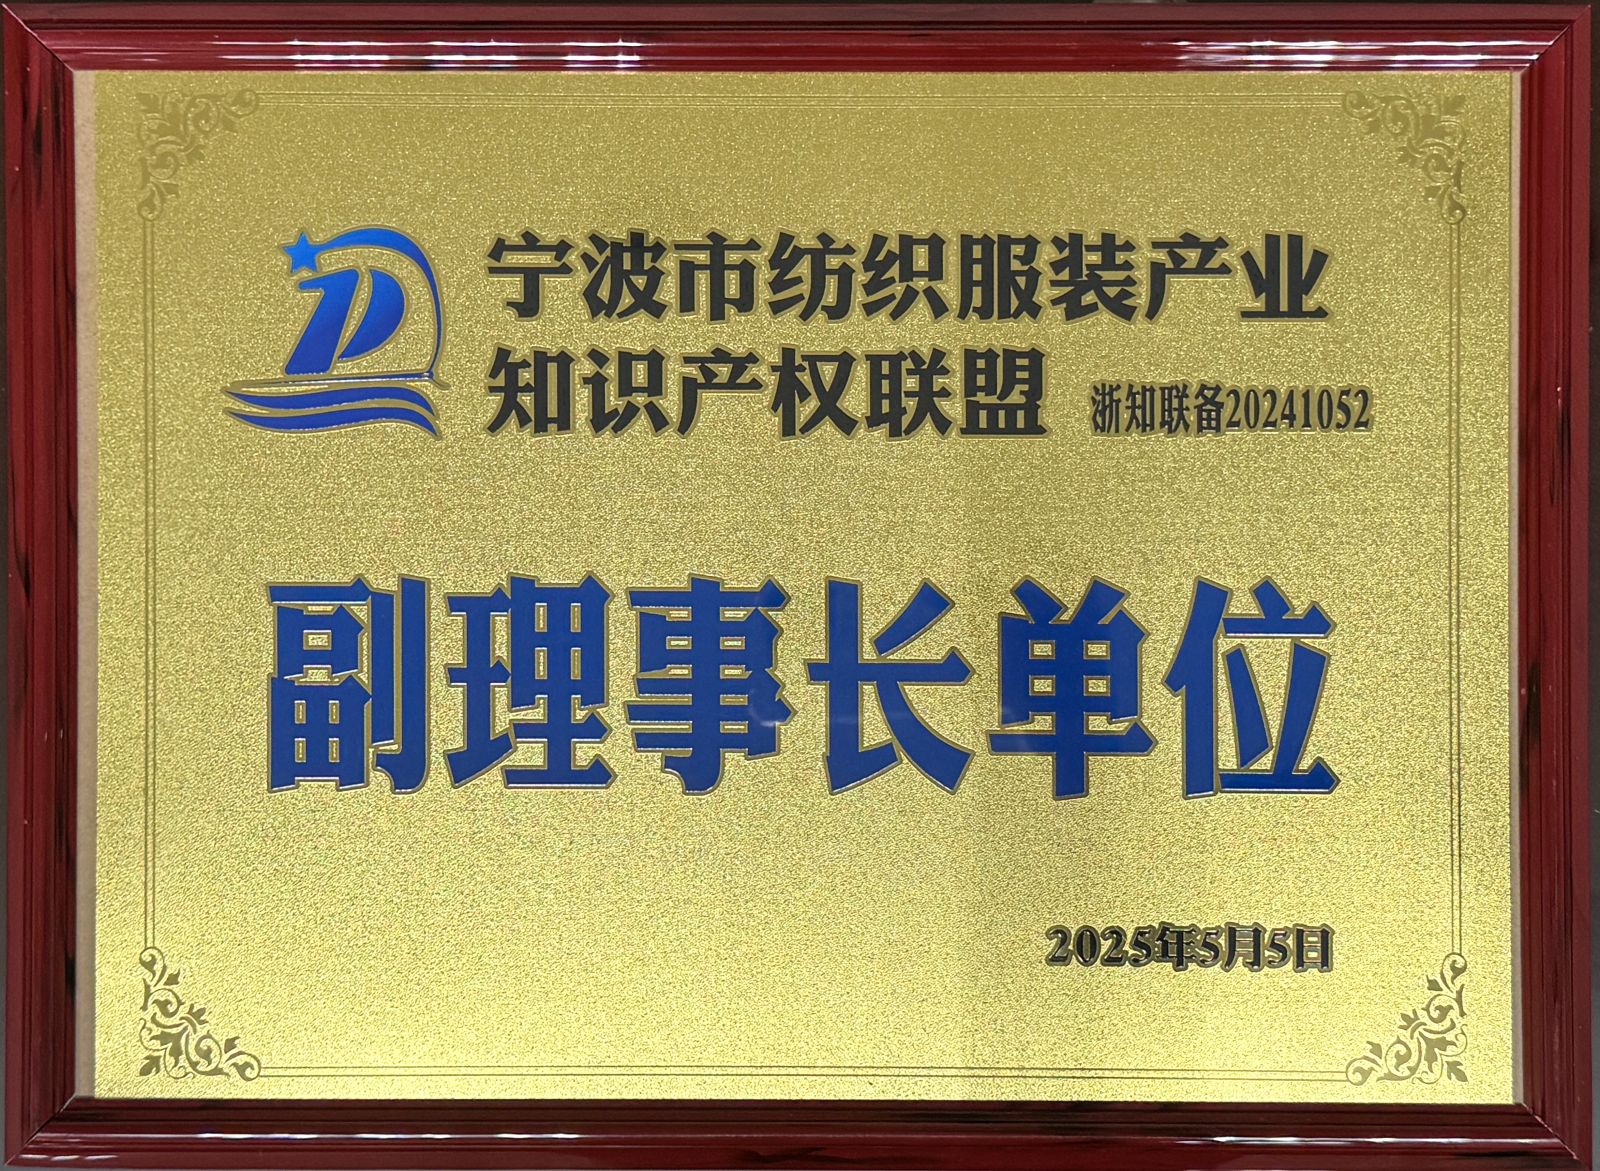 宁波市纺织服装产业
知识产权联盟 浙知联备20241052
副理事长单位
2025年5月5日